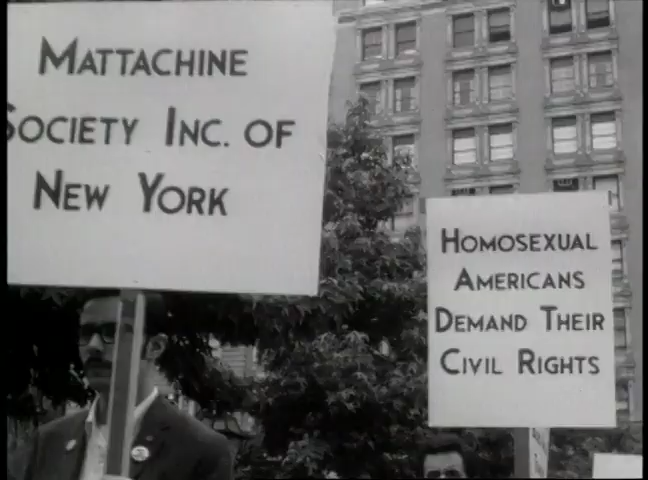 Mattachine
Society Inc. of
New York
Homosexual
Americans
Demand Their
Civil Rights